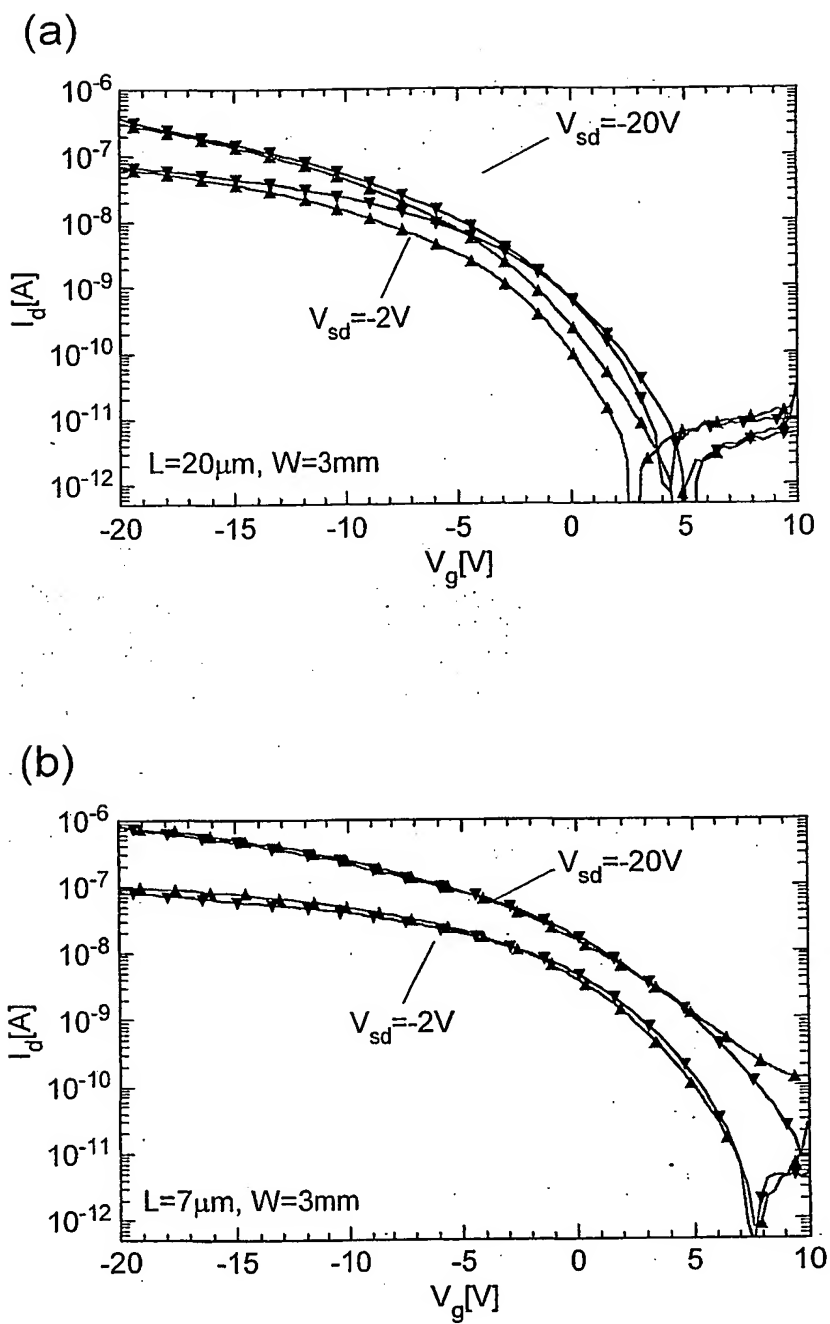 (a)
10⁻⁶
10⁻⁷
10⁻⁸
10⁻⁹
10⁻¹⁰
10⁻¹¹
10⁻¹²
I_d[A]
V_sd=-20V
V_sd=-2V
L=20μm, W=3mm
-20 -15 -10 -5 0 5 10
V_g[V]
(b)
10⁻⁶
10⁻⁷
10⁻⁸
10⁻⁹
10⁻¹⁰
10⁻¹¹
10⁻¹²
I_d[A]
V_sd=-20V
V_sd=-2V
L=7μm, W=3mm
-20 -15 -10 -5 0 5 10
V_g[V]